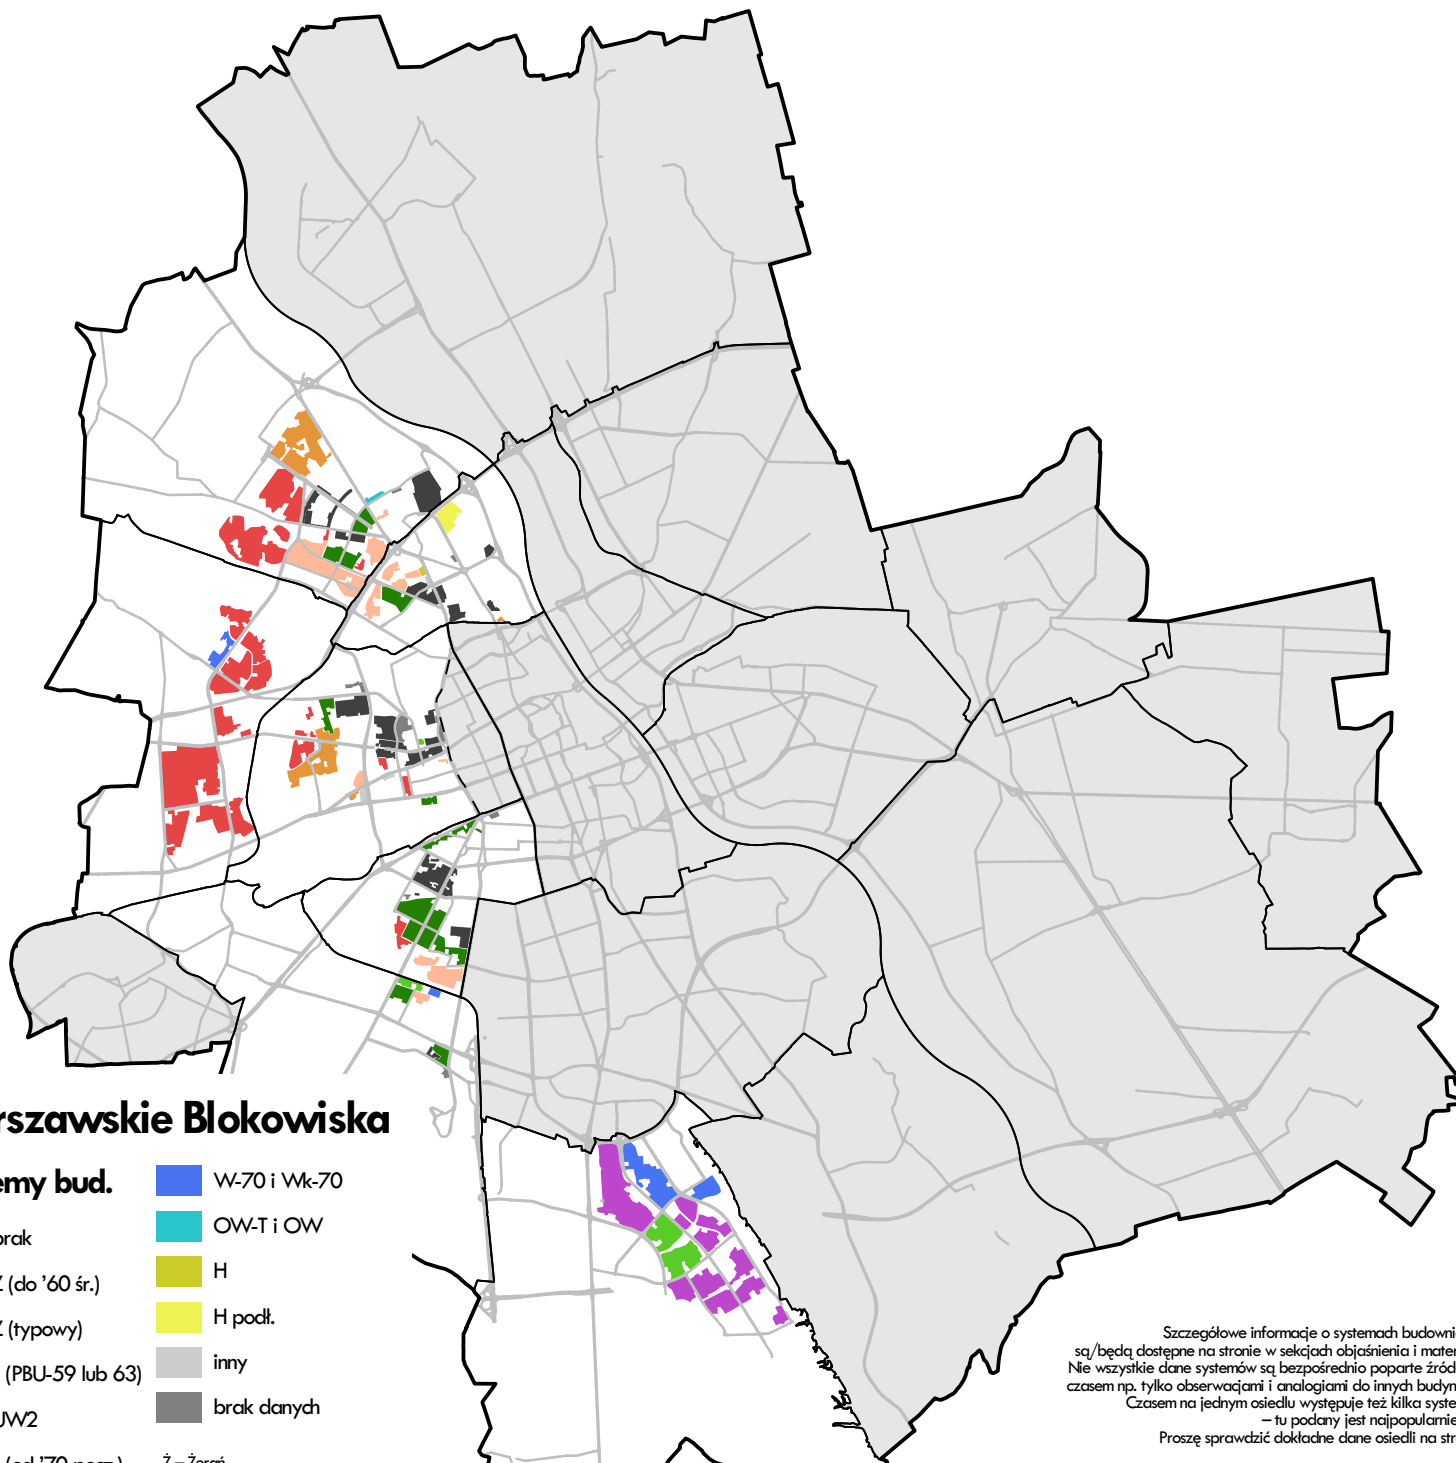 rszawskie Blokowiska
emy bud.
brak
Z (do '60 śr.)
Z (typowy)
(PBU-59 lub 63)
UW2
W-70 i Wk-70
OW-T i OW
H
H podł.
inny
brak danych
Ż – Żerań
Szczegółowe informacje o systemach budowni
są/będą dostępne na stronie w sekcjach objaśnienia i mater
Nie wszystkie dane systemów są bezpośrednio poparte źród
czasem np. tylko obserwacjami i analogiami do innych budyn
Czasem na jednym osiedlu występuje też kilka syste
– tu podany jest najpopularnie
Proszę sprawdzić dokładne dane osiedli na str